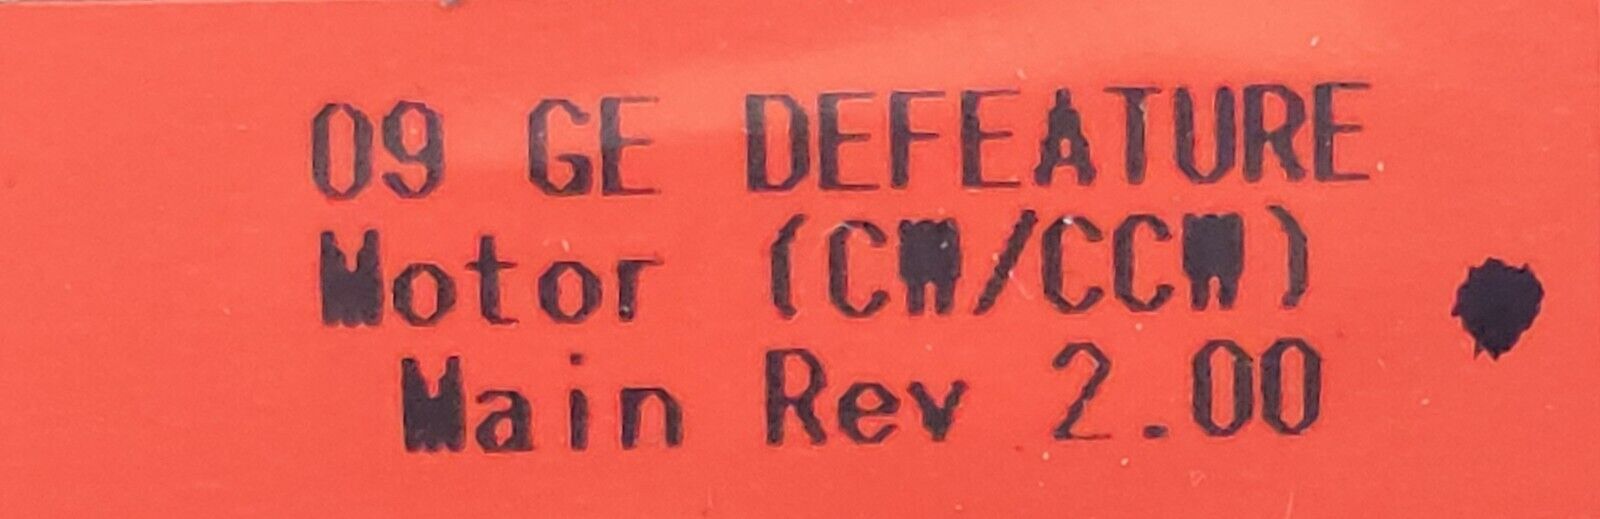 09 GE DEFEATURE
Motor (CW/CCW)
Main Rev 2.00